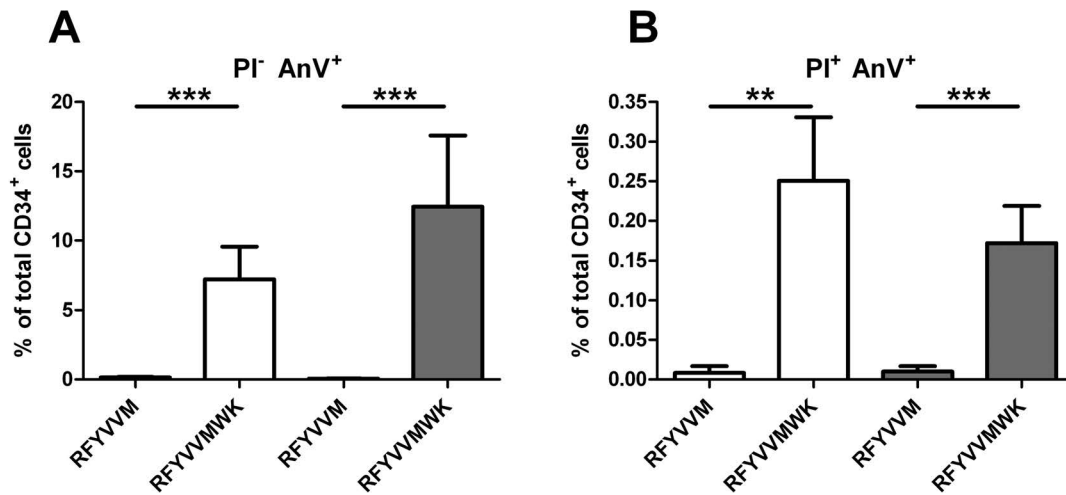 A
PI⁻ AnV⁺
% of total CD34⁺ cells
20
15
10
5
0
***
***
RFYVVM
RFYVVMWK
RFYVVM
RFYVVMWK
B
PI⁺ AnV⁺
% of total CD34⁺ cells
0.35
0.30
0.25
0.20
0.15
0.10
0.05
0.00
**
***
RFYVVM
RFYVVMWK
RFYVVM
RFYVVMWK